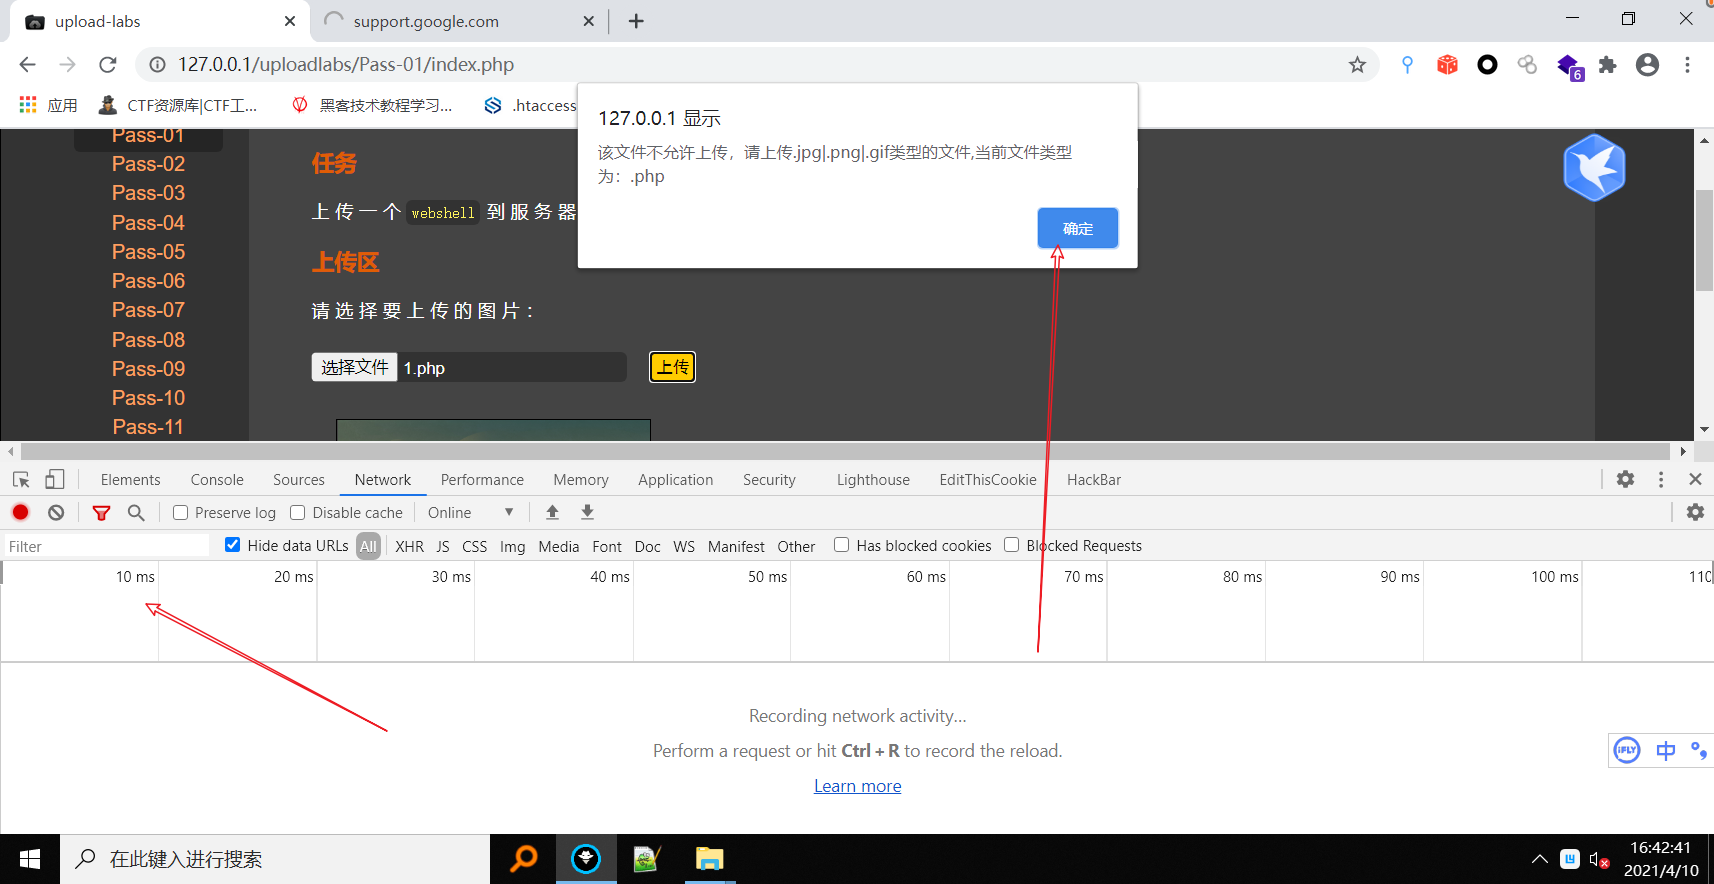 upload-labs
support.google.com
127.0.0.1/uploadlabs/Pass-01/index.php
6
应用
CTF资源库|CTF工...
黑客技术教程学习...
.htaccess
127.0.0.1 显示
该文件不允许上传，请上传.jpg|.png|.gif类型的文件,当前文件类型
为：.php
确定
Pass-01
Pass-02
Pass-03
Pass-04
Pass-05
Pass-06
Pass-07
Pass-08
Pass-09
Pass-10
Pass-11
任务
上传一个 webshell 到服务器
上传区
请选择要上传的图片：
选择文件 1.php 上传
Elements Console Sources Network Performance Memory Application Security Lighthouse EditThisCookie HackBar
Preserve log Disable cache Online
Filter Hide data URLs All XHR JS CSS Img Media Font Doc WS Manifest Other Has blocked cookies Blocked Requests
10 ms 20 ms 30 ms 40 ms 50 ms 60 ms 70 ms 80 ms 90 ms 100 ms 110
Recording network activity...
Perform a request or hit Ctrl + R to record the reload.
Learn more
iFLY 中
在此键入进行搜索
16:42:41
2021/4/10